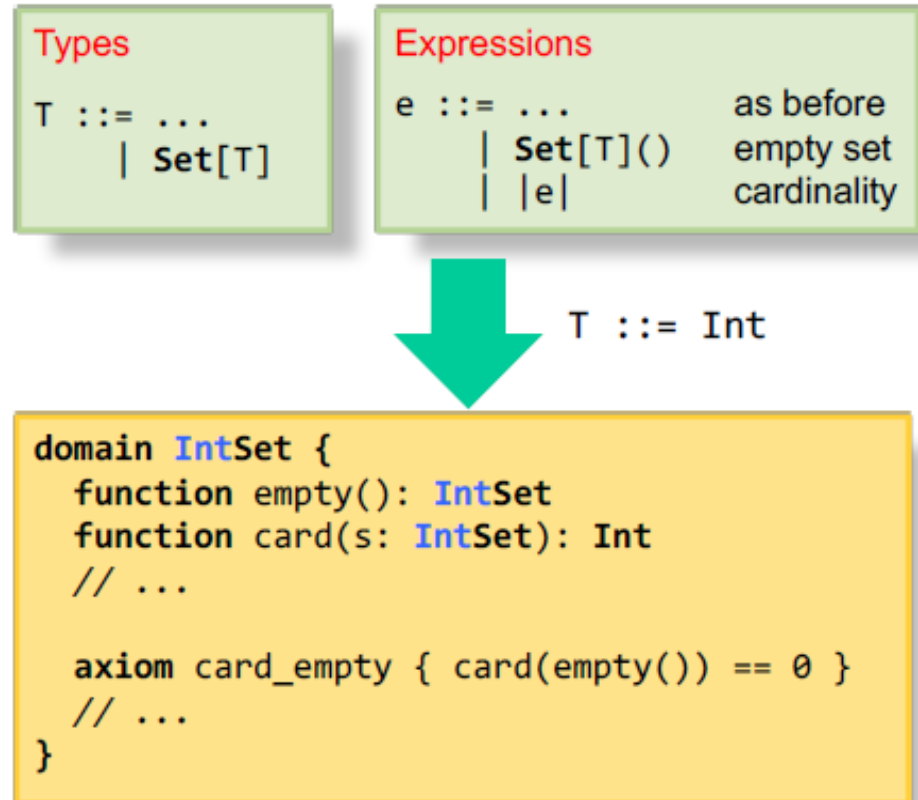 Types
T ::= ...
| Set[T]
Expressions
e ::= ... as before
| Set[T]() empty set
| |e| cardinality
T ::= Int
domain IntSet {
function empty(): IntSet
function card(s: IntSet): Int
// ...
axiom card_empty { card(empty()) == 0 }
// ...
}